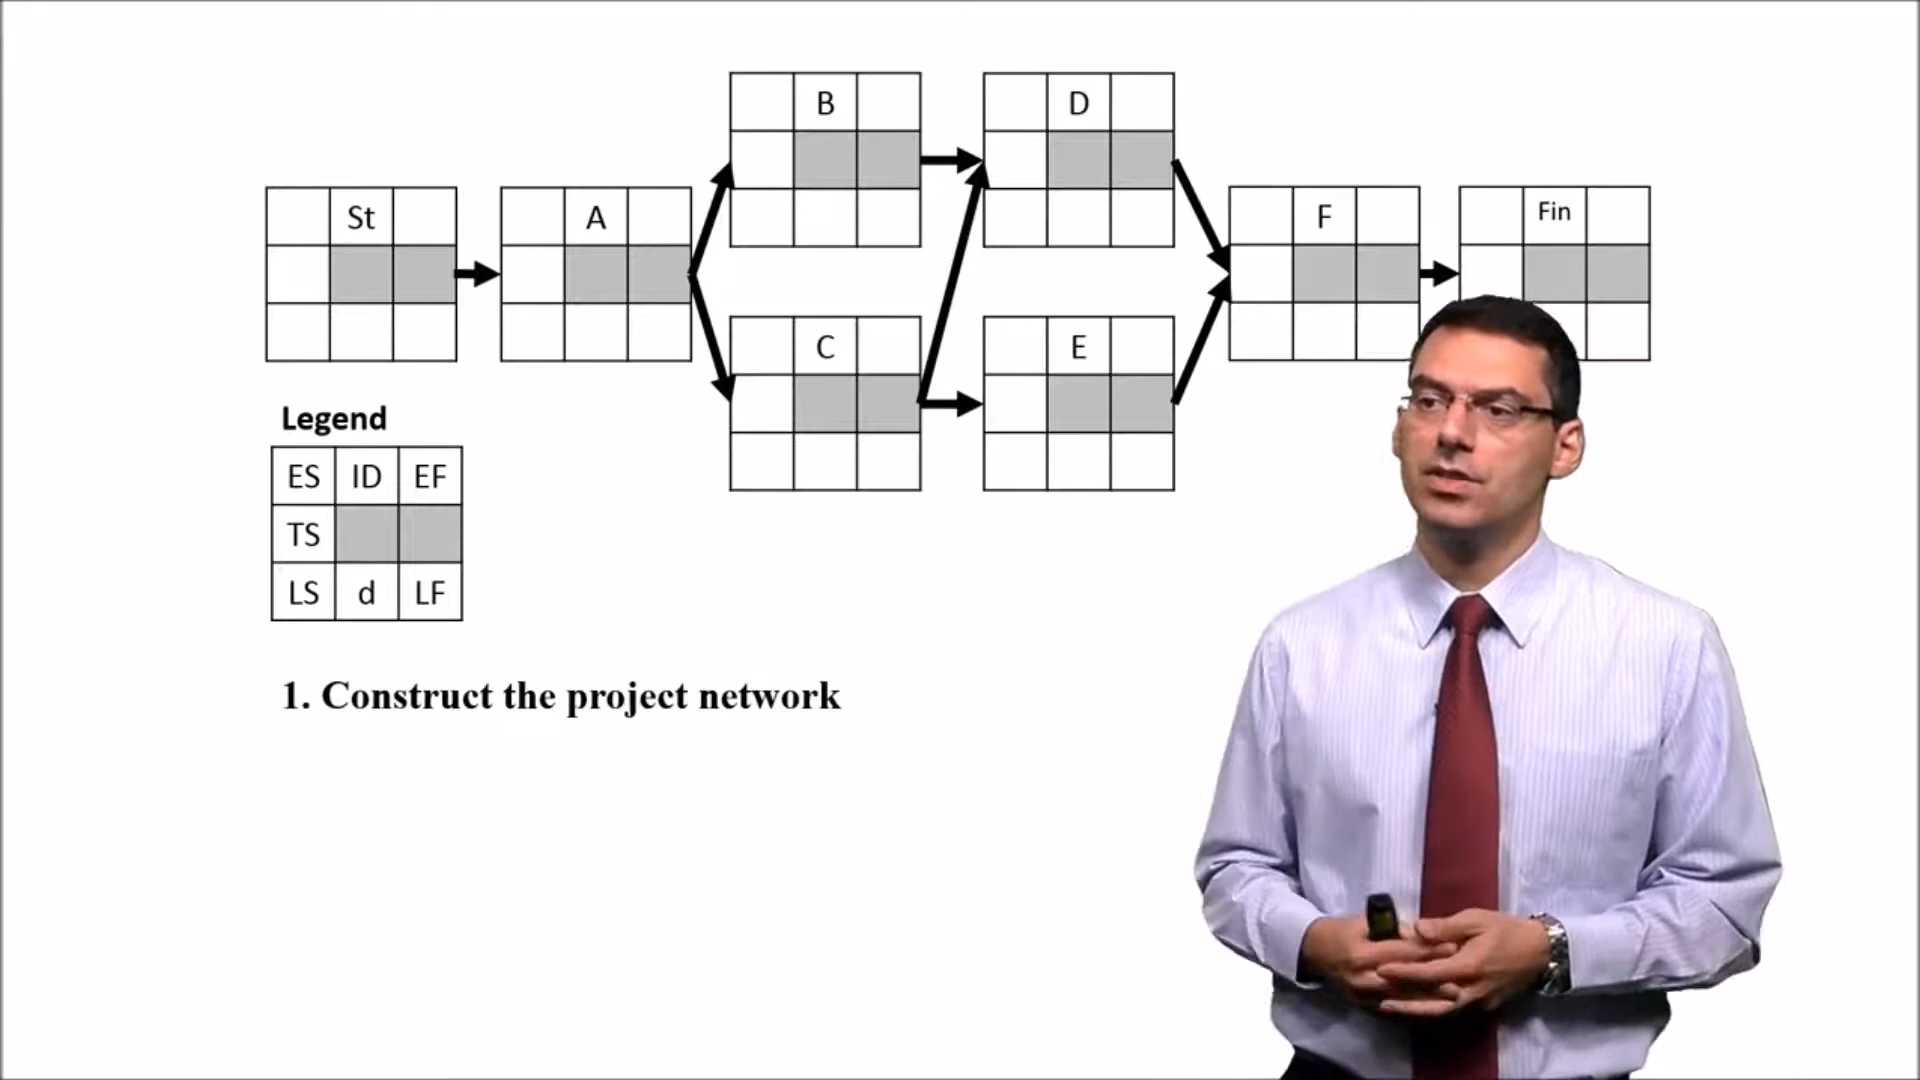 B D
St A F Fin
C E
Legend
ES ID EF
TS
LS d LF
1. Construct the project network